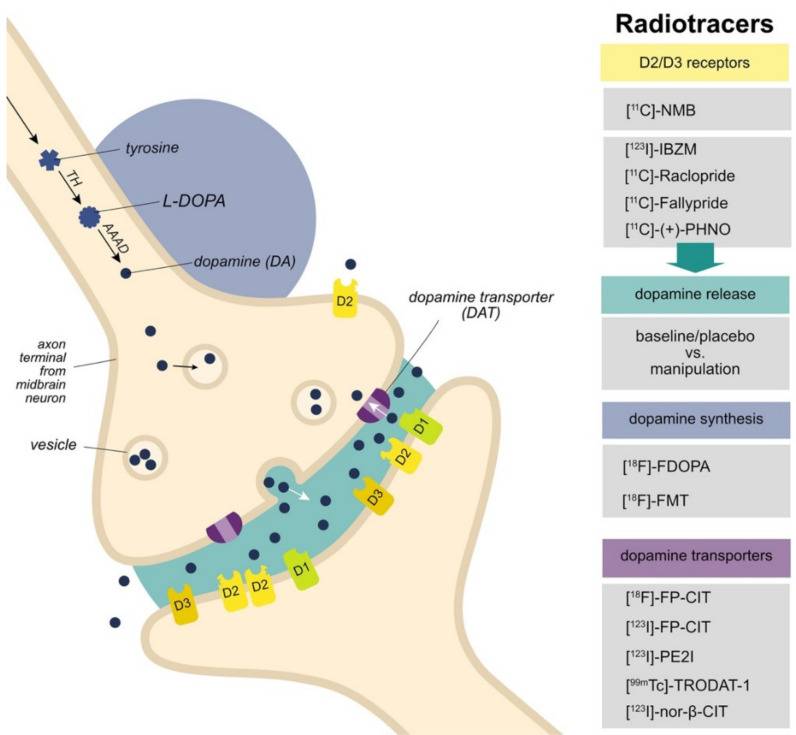 tyrosine
TH
L-DOPA
AAAD
dopamine (DA)
D2
dopamine transporter
(DAT)
axon
terminal
from
midbrain
neuron
vesicle
D1
D2
D3
D1
D2
D2
D3
Radiotracers
D2/D3 receptors
[¹¹C]-NMB
[¹²³I]-IBZM
[¹¹C]-Raclopride
[¹¹C]-Fallypride
[¹¹C]-(+)-PHNO
dopamine release
baseline/placebo
vs.
manipulation
dopamine synthesis
[¹⁸F]-FDOPA
[¹⁸F]-FMT
dopamine transporters
[¹⁸F]-FP-CIT
[¹²³I]-FP-CIT
[¹²³I]-PE2I
[⁹⁹ᵐTc]-TRODAT-1
[¹²³I]-nor-β-CIT